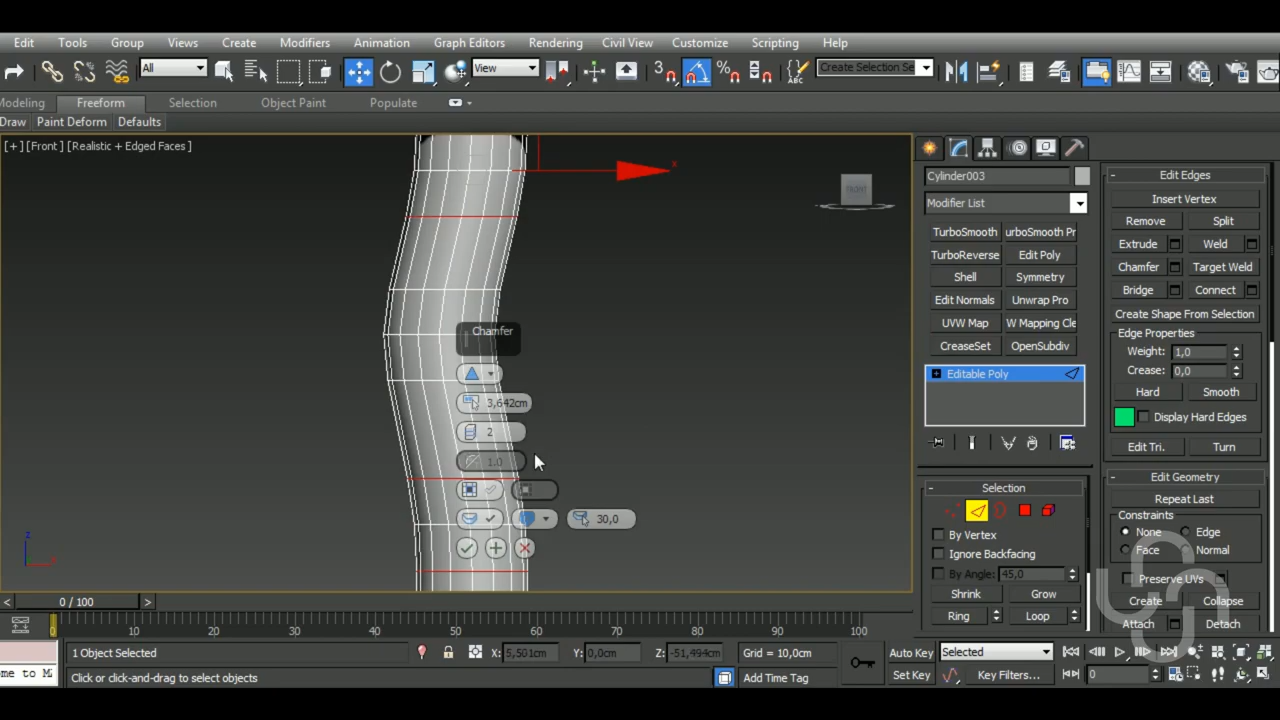 Edit Tools Group Views Create Modifiers Animation Graph Editors Rendering Civil View Customize Scripting Help
All View 3 % ABC Create Selection Se
Modeling Freeform Selection Object Paint Populate
Draw Paint Deform Defaults
[+] [Front] [Realistic + Edged Faces]
x
FRONT
Chamfer
3,642cm
2
1.0
30,0
z
Cylinder003
Modifier List
TurboSmooth urboSmooth Pr
TurboReverse Edit Poly
Shell Symmetry
Edit Normals Unwrap Pro
UVW Map W Mapping Cle
CreaseSet OpenSubdiv
Editable Poly
- Selection
By Vertex
Ignore Backfacing
By Angle: 45,0
Shrink Grow
Ring Loop
- Edit Edges
Insert Vertex
Remove Split
Extrude Weld
Chamfer Target Weld
Bridge Connect
Create Shape From Selection
Edge Properties
Weight: 1,0
Crease: 0,0
Hard Smooth
Display Hard Edges
Edit Tri. Turn
- Edit Geometry
Repeat Last
Constraints
None Edge
Face Normal
Preserve UVs
Create Collapse
Attach Detach
< 0 / 100 >
0 10 20 30 40 50 60 70 80 90 100
1 Object Selected X: 5,501cm Y: 0,0cm Z: -51,494cm Grid = 10,0cm Auto Key Selected
Click or click-and-drag to select objects Add Time Tag Set Key Key Filters... 0